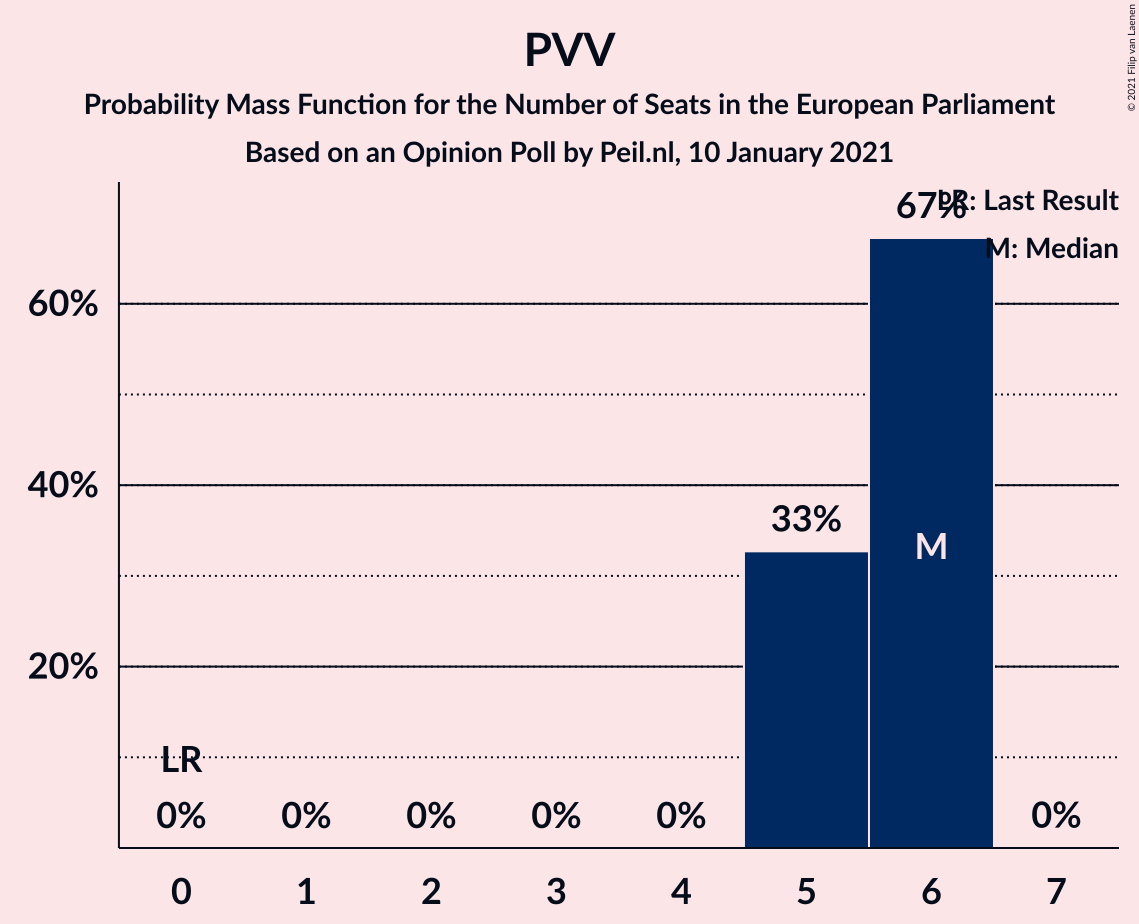 PVV
Probability Mass Function for the Number of Seats in the European Parliament
Based on an Opinion Poll by Peil.nl, 10 January 2021
© 2021 Filip van Laenen
LR: Last Result
M: Median
67%
60%
40%
33%
M
20%
LR
0% 0% 0% 0% 0% 0%
0 1 2 3 4 5 6 7